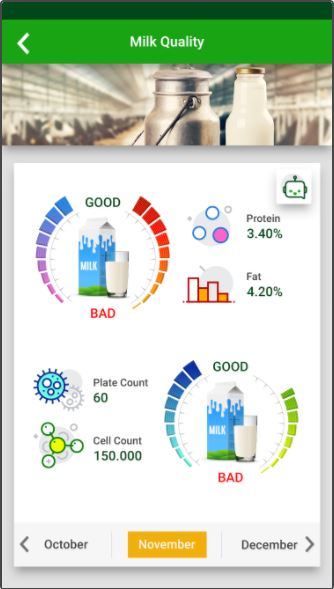 Milk Quality
GOOD
MILK
BAD
Protein
3.40%
Fat
4.20%
Plate Count
60
Cell Count
150.000
GOOD
MILK
BAD
October
November
December